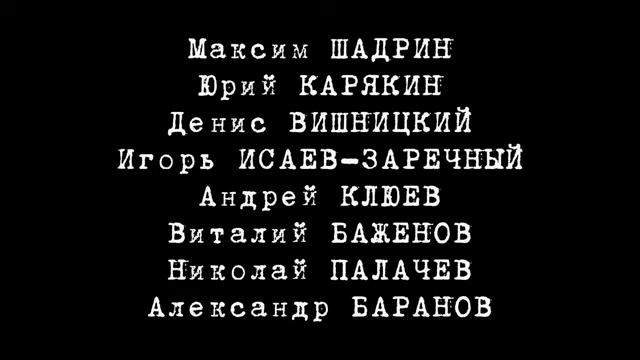 Максим ШАДРИН
Юрий КАРЯКИН
Денис ВИШНИЦКИЙ
Игорь ИСАЕВ-ЗАРЕЧНЫЙ
Андрей КЛЮЕВ
Виталий БАЖЕНОВ
Николай ПАЛАЧЕВ
Александр БАРАНОВ